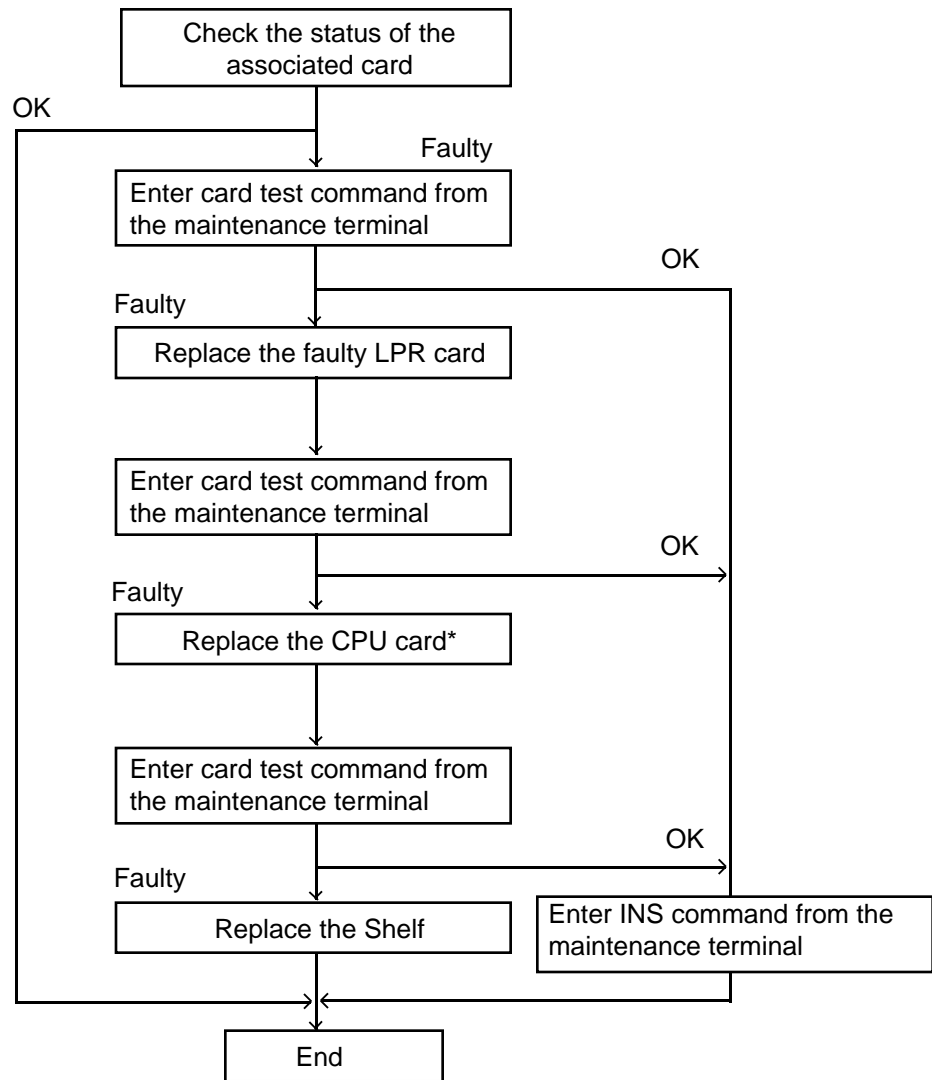 Check the status of the
associated card
OK
Faulty
Enter card test command from
the maintenance terminal
OK
Faulty
Replace the faulty LPR card
Enter card test command from
the maintenance terminal
OK
Faulty
Replace the CPU card*
Enter card test command from
the maintenance terminal
OK
Faulty
Replace the Shelf
Enter INS command from the
maintenance terminal
End